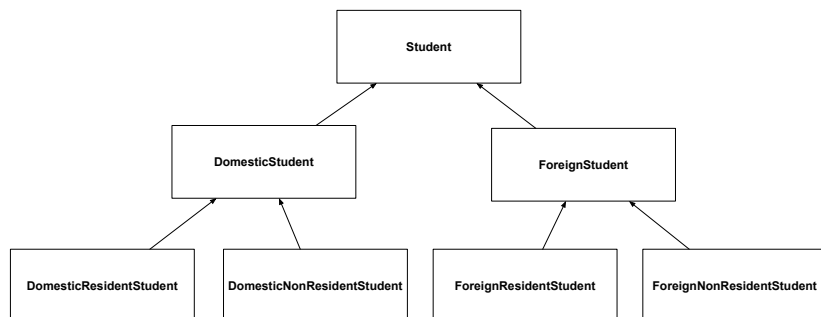 Student
DomesticStudent
ForeignStudent
DomesticResidentStudent
DomesticNonResidentStudent
ForeignResidentStudent
ForeignNonResidentStudent